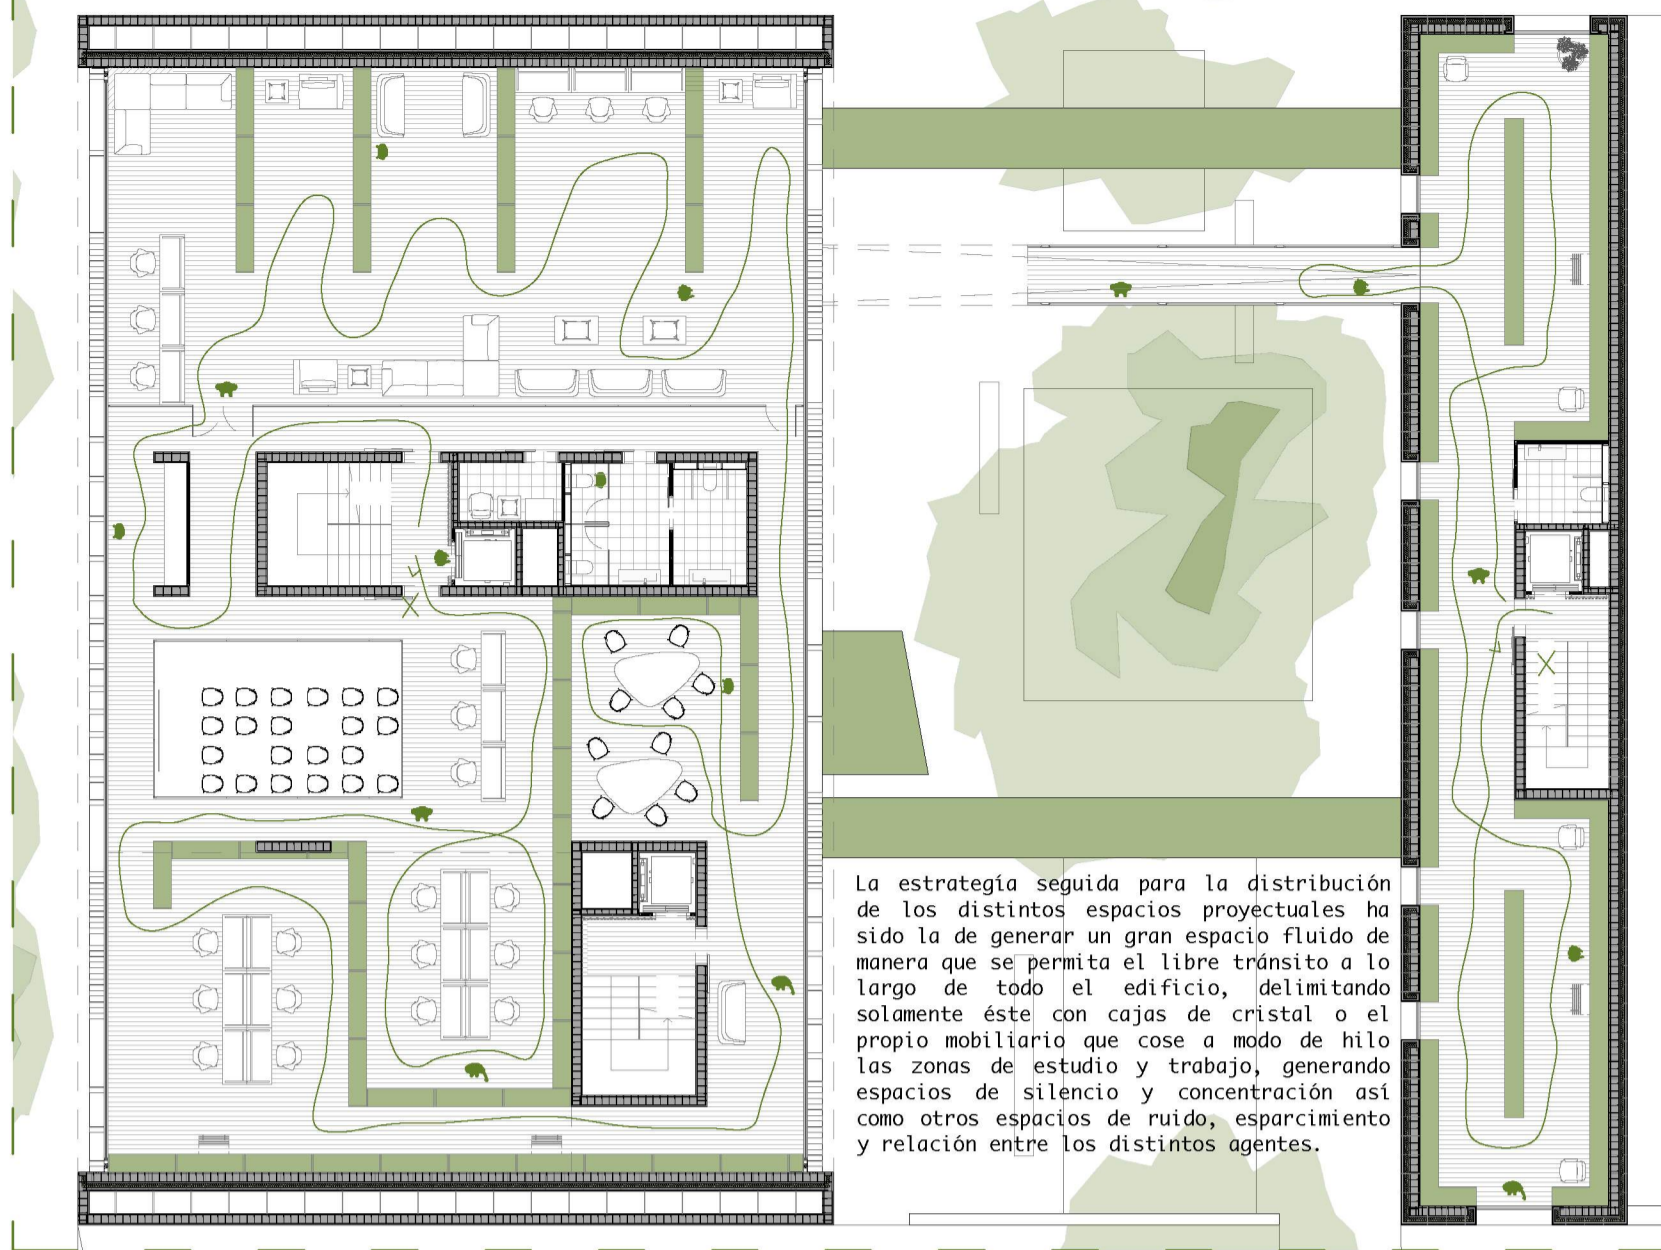 La estrategía seguida para la distribución
de los distintos espacios proyectuales ha
sido la de generar un gran espacio fluido de
manera que se permita el libre tránsito a lo
largo de todo el edificio, delimitando
solamente éste con cajas de cristal o el
propio mobiliario que cose a modo de hilo
las zonas de estudio y trabajo, generando
espacios de silencio y concentración así
como otros espacios de ruido, esparcimiento
y relación entre los distintos agentes.